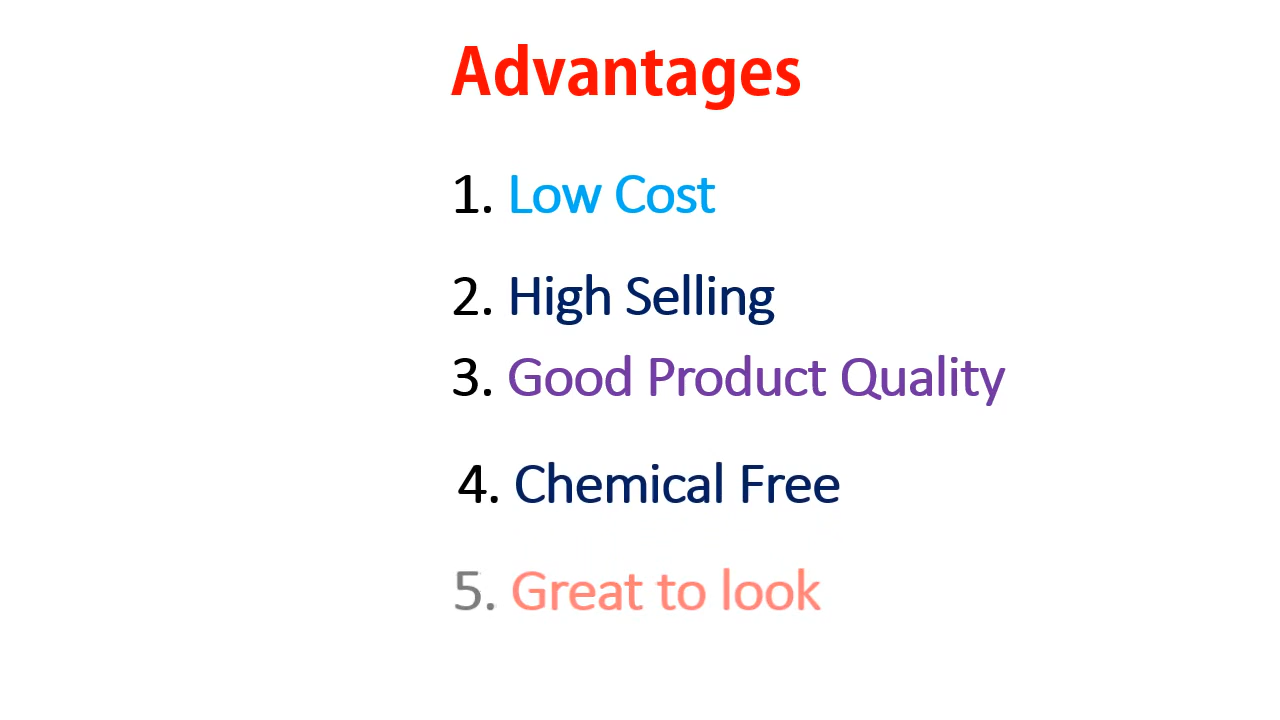 Advantages
1. Low Cost
2. High Selling
3. Good Product Quality
4. Chemical Free
5. Great to look